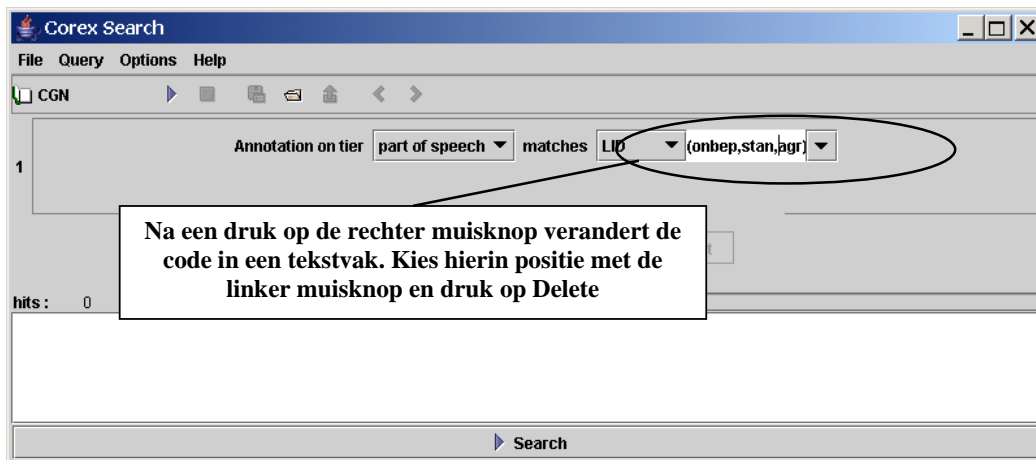 Corex Search
File Query Options Help
CGN
Annotation on tier part of speech matches LID (onbep,stan,agr)
1
Na een druk op de rechter muisknop verandert de
code in een tekstvak. Kies hierin positie met de
linker muisknop en druk op Delete
t
hits : 0
Search